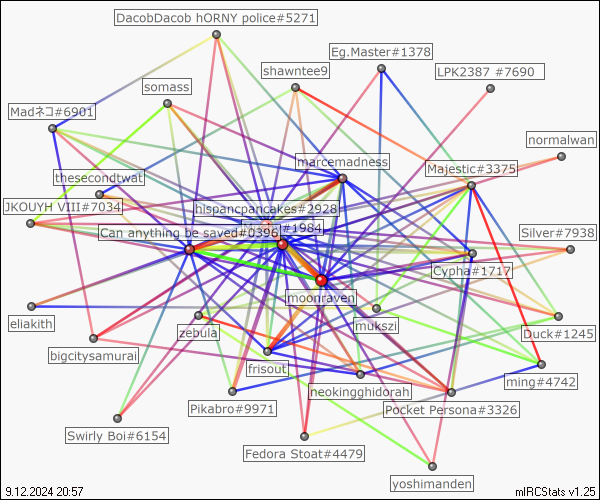 DacobDacob hORNY police#5271
Eg.Master#1378
shawntee9
LPK2387 #7690
somass
Madネコ#6901
normalwan
marcemadness
Majestic#3375
thesecondtwat
JKOUYH VIII#7034
hispancpancakes#2928
#1984
Can anything be saved#0396
Silver#7938
Cypha#1717
moonraven
eliakith
zebula
mukszi
Duck#1245
bigcitysamurai
frisout
ming#4742
neokingghidorah
Pikabro#9971
Pocket Persona#3326
Swirly Boi#6154
Fedora Stoat#4479
yoshimanden
9.12.2024 20:57
mIRCStats v1.25